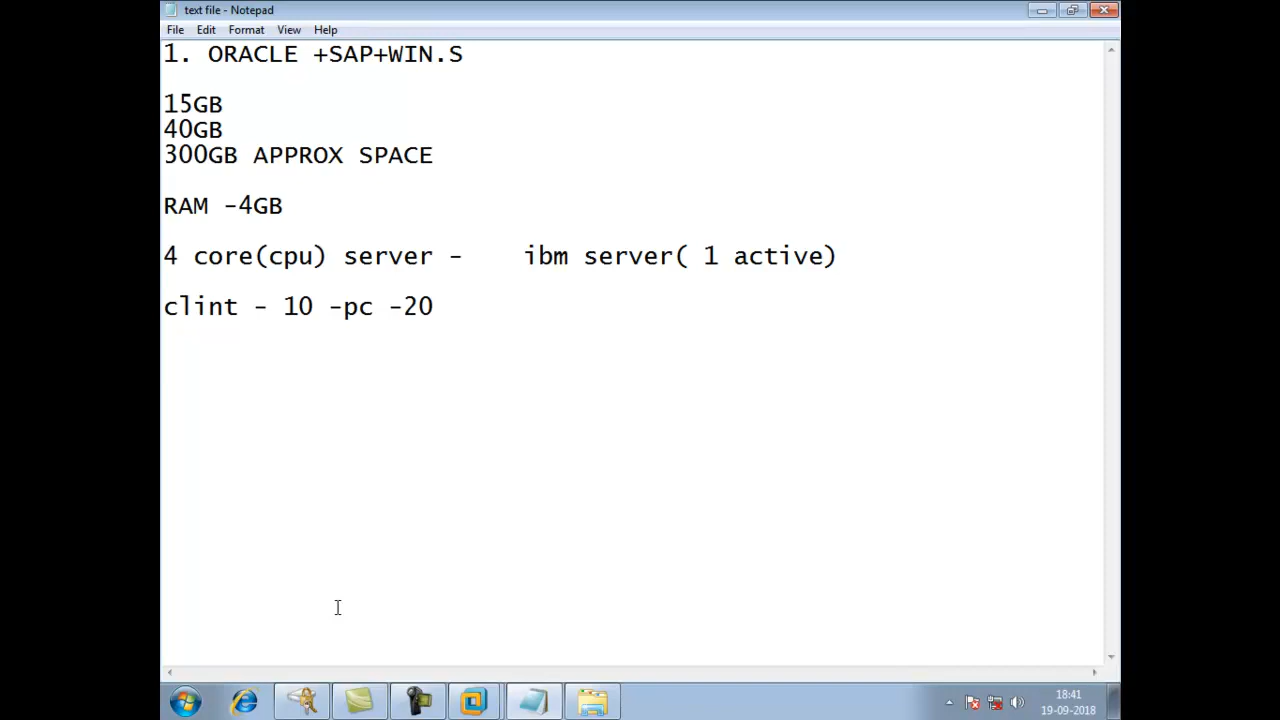 text file - Notepad
File Edit Format View Help
1. ORACLE +SAP+WIN.S
15GB
40GB
300GB APPROX SPACE
RAM -4GB
4 core(cpu) server - ibm server( 1 active)
clint - 10 -pc -20
18:41
19-09-2018